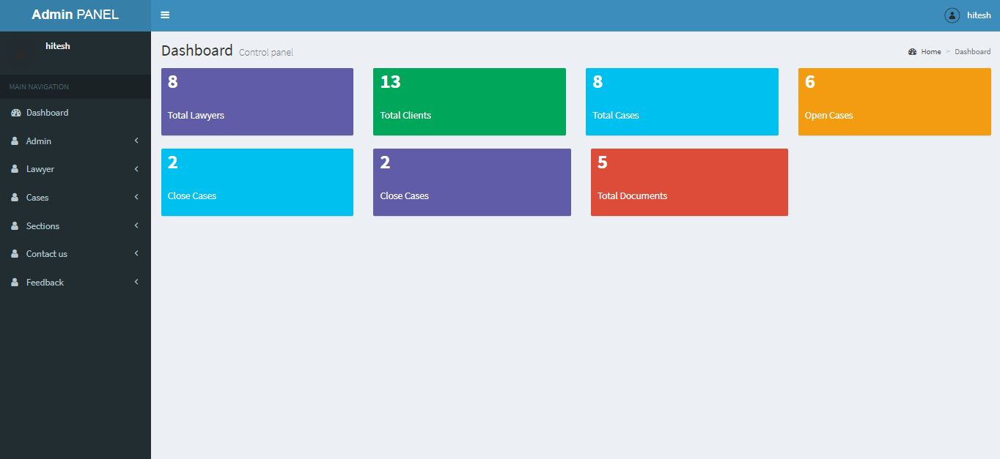 Admin PANEL
hitesh
hitesh
MAIN NAVIGATION
Dashboard
Admin
Lawyer
Cases
Sections
Contact us
Feedback
Dashboard Control panel
Home > Dashboard
8
Total Lawyers
13
Total Clients
8
Total Cases
6
Open Cases
2
Close Cases
2
Close Cases
5
Total Documents